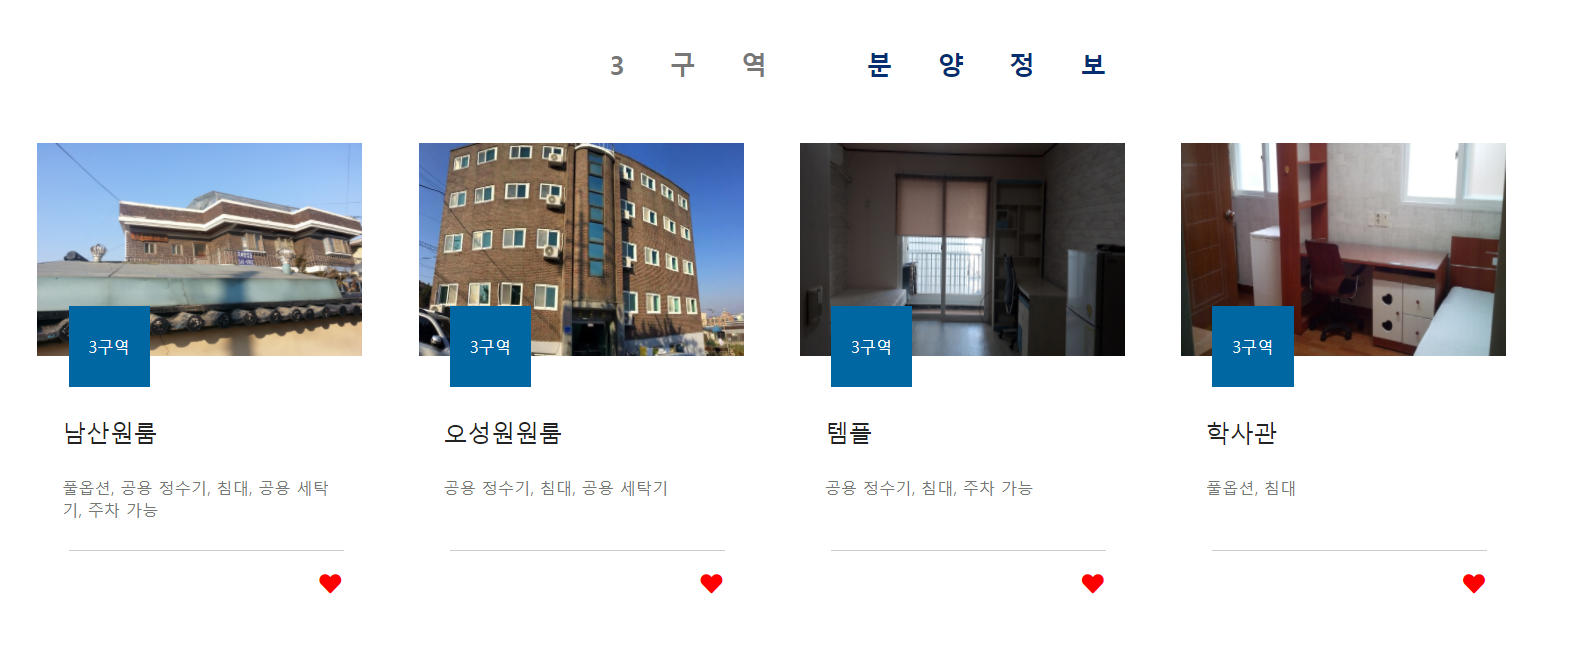 3구역 분양정보
3구역
3구역
3구역
3구역
남산원룸
오성원원룸
템플
학사관
풀옵션, 공용 정수기, 침대, 공용 세탁
기, 주차 가능
공용 정수기, 침대, 공용 세탁기
공용 정수기, 침대, 주차 가능
풀옵션, 침대